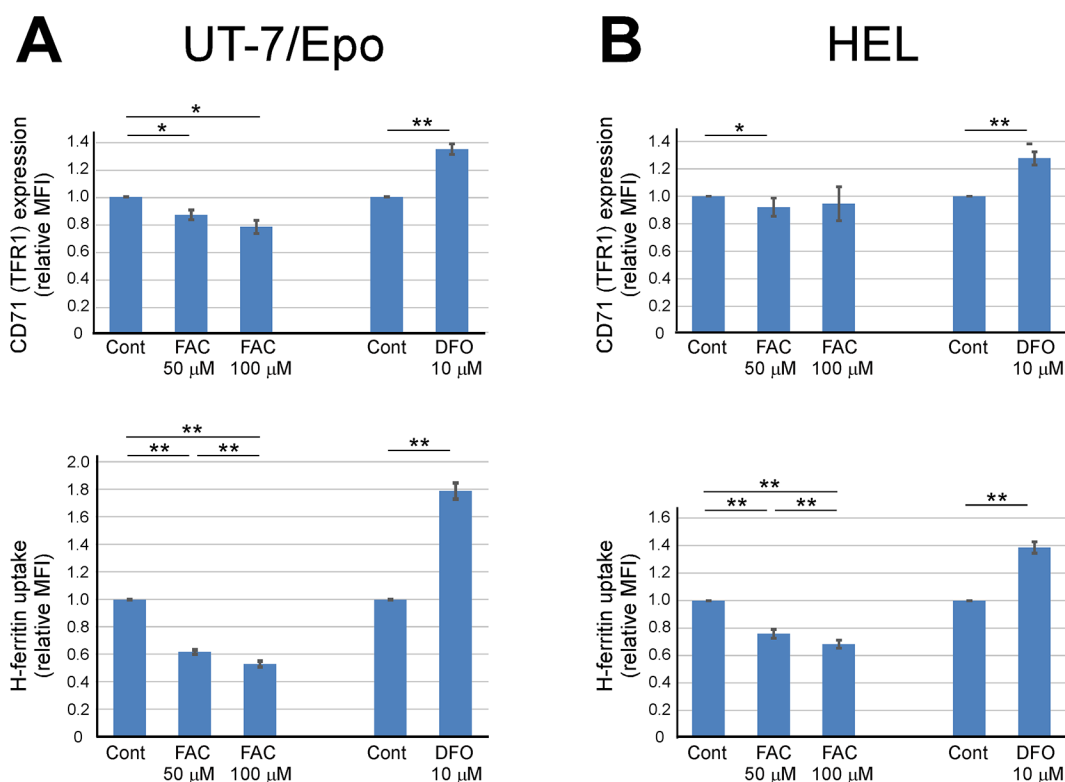 A
UT-7/Epo
B
HEL
CD71 (TFR1) expression
(relative MFI)
* 
*
**
1.4
1.2
1.0
0.8
0.6
0.4
0.2
0
Cont
FAC
50 μM
FAC
100 μM
Cont
DFO
10 μM
CD71 (TFR1) expression
(relative MFI)
*
**
1.4
1.2
1.0
0.8
0.6
0.4
0.2
0
Cont
FAC
50 μM
FAC
100 μM
Cont
DFO
10 μM
H-ferritin uptake
(relative MFI)
**
**
**
**
2.0
1.8
1.6
1.4
1.2
1.0
0.8
0.6
0.4
0.2
0
Cont
FAC
50 μM
FAC
100 μM
Cont
DFO
10 μM
H-ferritin uptake
(relative MFI)
**
**
**
**
1.6
1.4
1.2
1.0
0.8
0.6
0.4
0.2
0
Cont
FAC
50 μM
FAC
100 μM
Cont
DFO
10 μM